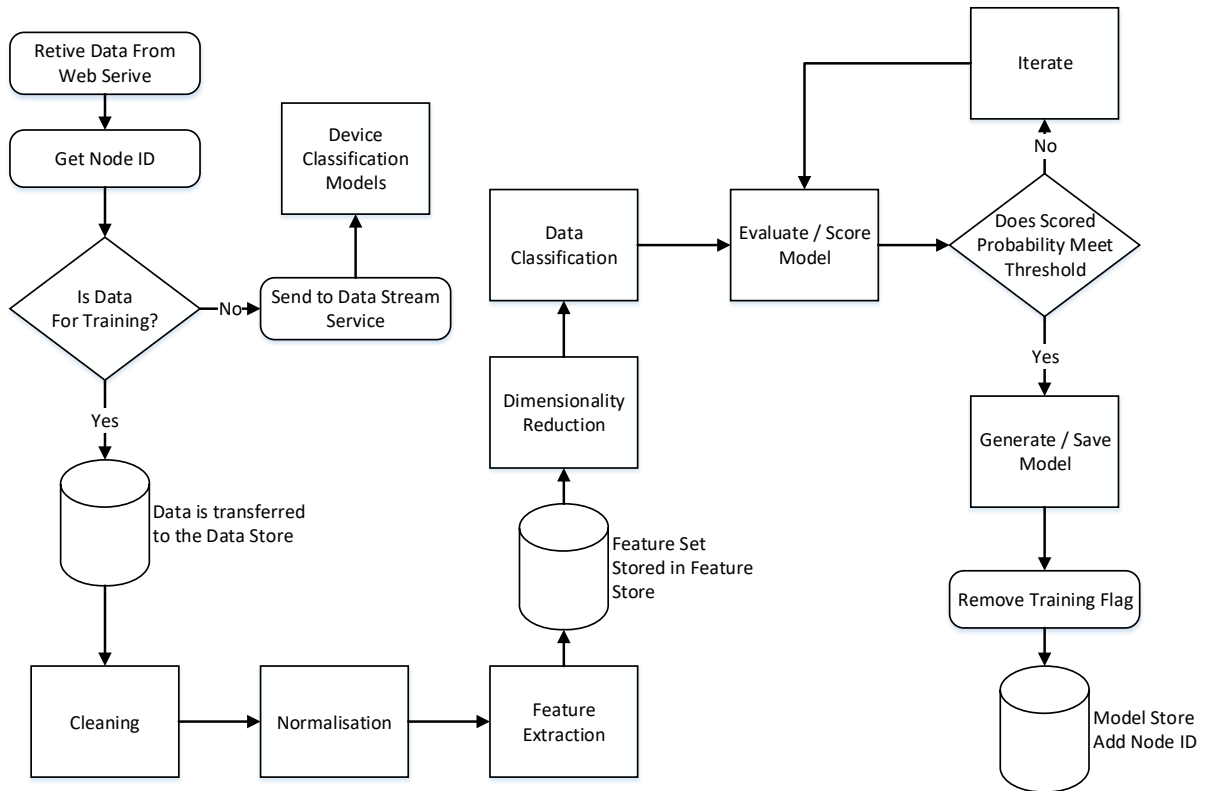 Retive Data From
Web Serive
Get Node ID
Is Data
For Training?
No
Send to Data Stream
Service
Device
Classification
Models
Yes
Data is transferred
to the Data Store
Cleaning
Normalisation
Feature
Extraction
Feature Set
Stored in Feature
Store
Dimensionality
Reduction
Data
Classification
Evaluate / Score
Model
Does Scored
Probability Meet
Threshold
No
Iterate
Yes
Generate / Save
Model
Remove Training Flag
Model Store
Add Node ID